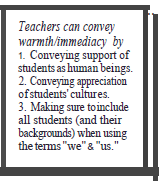 Teachers can convey
warmth/immediacy by
1. Conveying support of
students as human beings.
2. Conveying appreciation
of students' cultures.
3. Making sure to include
all students (and their
backgrounds) when using
the terms "we" & "us."